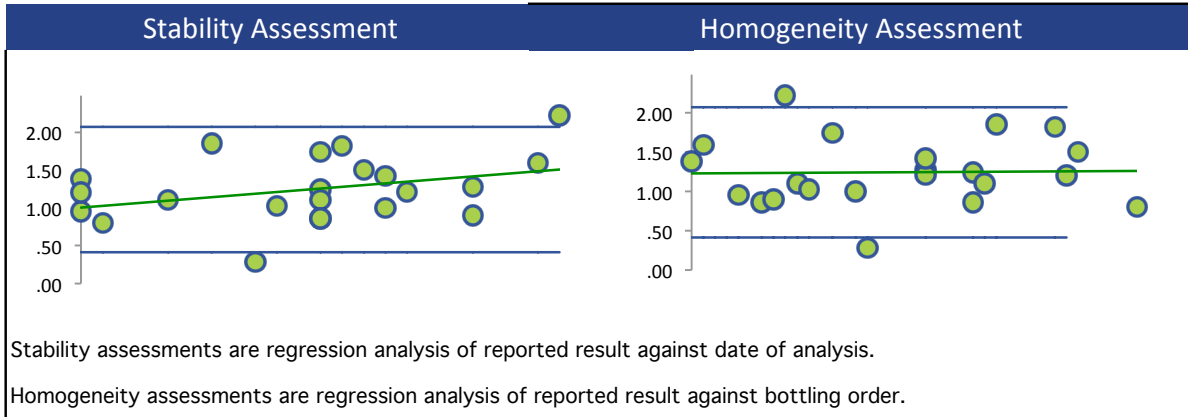 Stability Assessment
Homogeneity Assessment
2.00
1.50
1.00
.50
.00
2.00
1.50
1.00
.50
.00
Stability assessments are regression analysis of reported result against date of analysis.
Homogeneity assessments are regression analysis of reported result against bottling order.